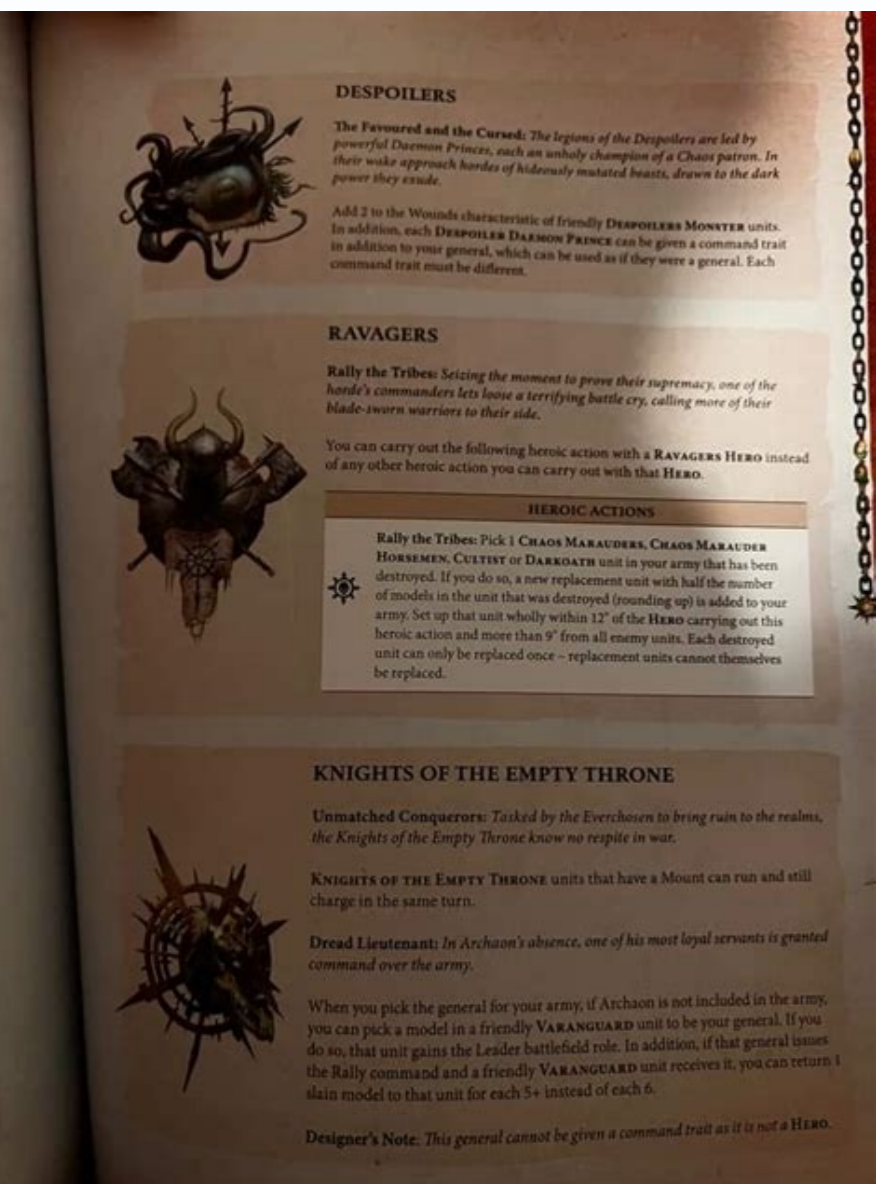 DESPOILERS
The Favoured and the Cursed: The legions of the Despoilers are led by
powerful Daemon Princes, each an unholy champion of a Chaos patron. In
their wake approach hordes of hideously mutated beasts, drawn to the dark
power they exude.
Add 2 to the Wounds characteristic of friendly DESPOILERS MONSTER units.
In addition, each DESPOILER DAEMON PRINCE can be given a command trait
in addition to your general, which can be used as if they were a general. Each
command trait must be different.
RAVAGERS
Rally the Tribes: Seizing the moment to prove their supremacy, one of the
horde's commanders lets loose a terrifying battle cry, calling more of their
blade-sworn warriors to their side.
You can carry out the following heroic action with a RAVAGERS HERO instead
of any other heroic action you can carry out with that HERO.
HEROIC ACTIONS
Rally the Tribes: Pick 1 CHAOS MARAUDERS, CHAOS MARAUDER
HORSEMEN, CULTIST or DARKOATH unit in your army that has been
destroyed. If you do so, a new replacement unit with half the number
of models in the unit that was destroyed (rounding up) is added to your
army. Set up that unit wholly within 12" of the HERO carrying out this
heroic action and more than 9" from all enemy units. Each destroyed
unit can only be replaced once – replacement units cannot themselves
be replaced.
KNIGHTS OF THE EMPTY THRONE
Unmatched Conquerors: Tasked by the Everchosen to bring ruin to the realms,
the Knights of the Empty Throne know no respite in war.
KNIGHTS OF THE EMPTY THRONE units that have a Mount can run and still
charge in the same turn.
Dread Lieutenant: In Archaon's absence, one of his most loyal servants is granted
command over the army.
When you pick the general for your army, if Archaon is not included in the army,
you can pick a model in a friendly VARANGUARD unit to be your general. If you
do so, that unit gains the Leader battlefield role. In addition, if that general issues
the Rally command and a friendly VARANGUARD unit receives it, you can return 1
slain model to that unit for each 5+ instead of each 6.
Designer's Note: This general cannot be given a command trait as it is not a HERO.